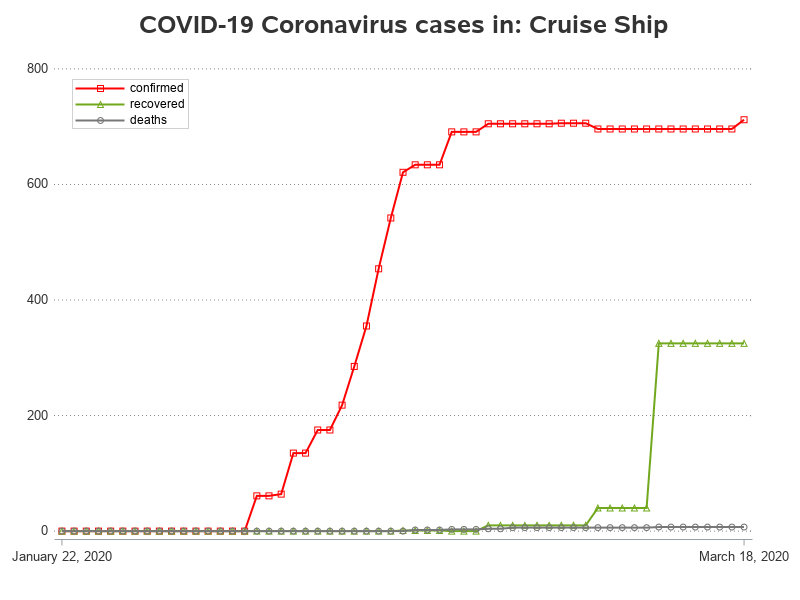 COVID-19 Coronavirus cases in: Cruise Ship
800
confirmed
recovered
deaths
600
400
200
0
January 22, 2020
March 18, 2020